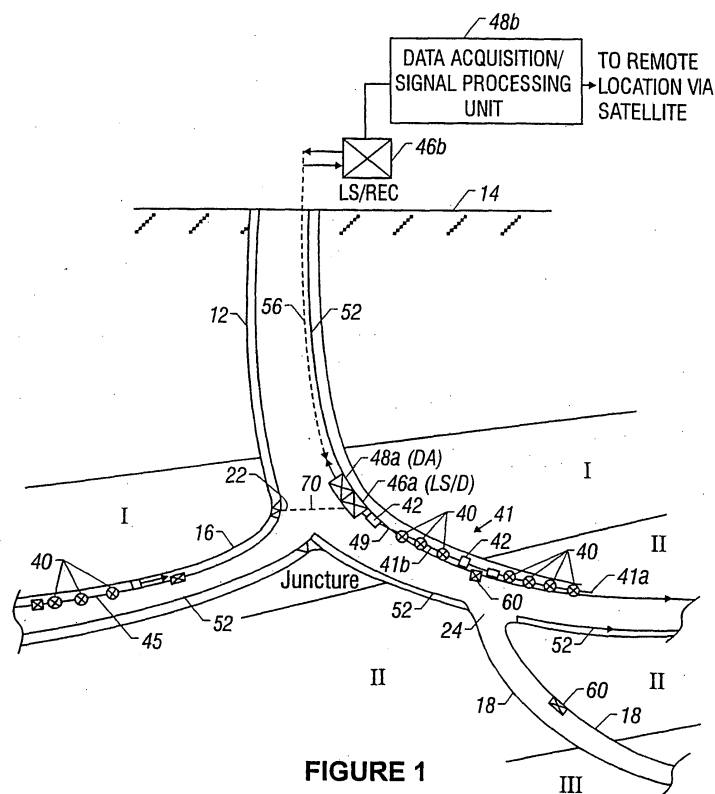 48b
DATA ACQUISITION/
SIGNAL PROCESSING
UNIT
TO REMOTE
LOCATION VIA
SATELLITE
46b
LS/REC
14
12
56
52
48a (DA)
46a (LS/D)
22
70
42
I
I
16
49
40
41
42
40
II
40
41b
41a
Juncture
60
45
52
52
24
52
II
II
18
60
18
FIGURE 1
III